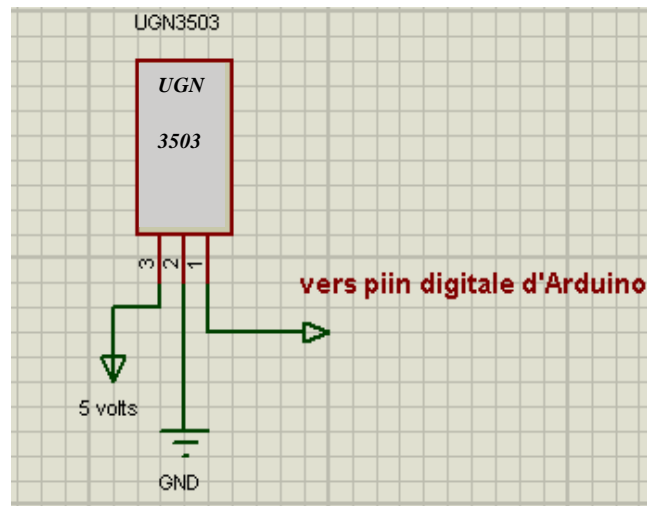 UGN3503
UGN
3503
3
2
1
vers piin digitale d'Arduino
5 volts
GND